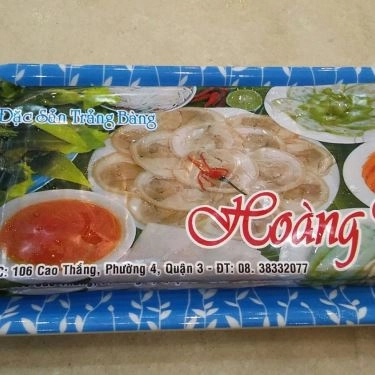 Đặc Sản Trảng Bàng
Hoàng
C: 106 Cao Thắng, Phường 4, Quận 3 - ĐT: 08. 38332077